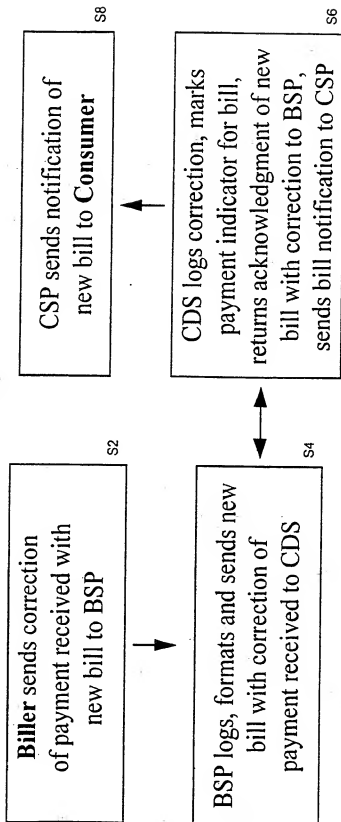 Biller sends correction
of payment received with
new bill to BSP
S2
BSP logs, formats and sends new
bill with correction of
payment received to CDS
S4
CDS logs correction, marks
payment indicator for bill,
returns acknowledgment of new
bill with correction to BSP,
sends bill notification to CSP
S6
CSP sends notification of
new bill to Consumer
S8